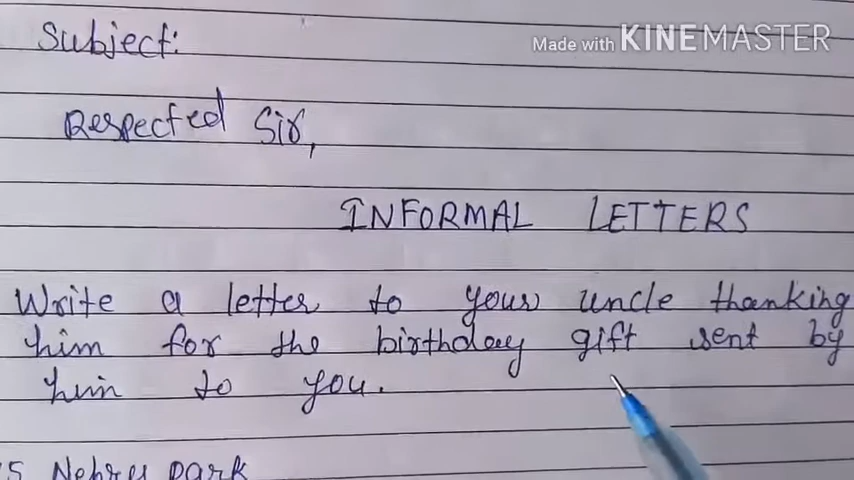 Subject:
Made with KINEMASTER
Respected Sir,
INFORMAL LETTERS
Write a letter to your uncle thanking
him for the birthday gift sent by
him to you.
5 Nehru park